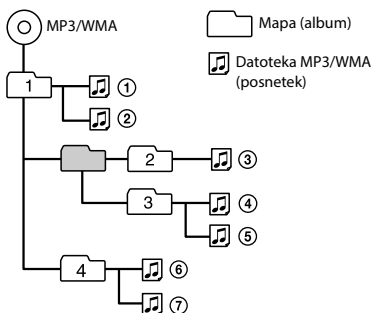 MP3/WMA
Mapa (album)
Datoteka MP3/WMA
(posnetek)
1
①
②
2
③
3
④
⑤
4
⑥
⑦